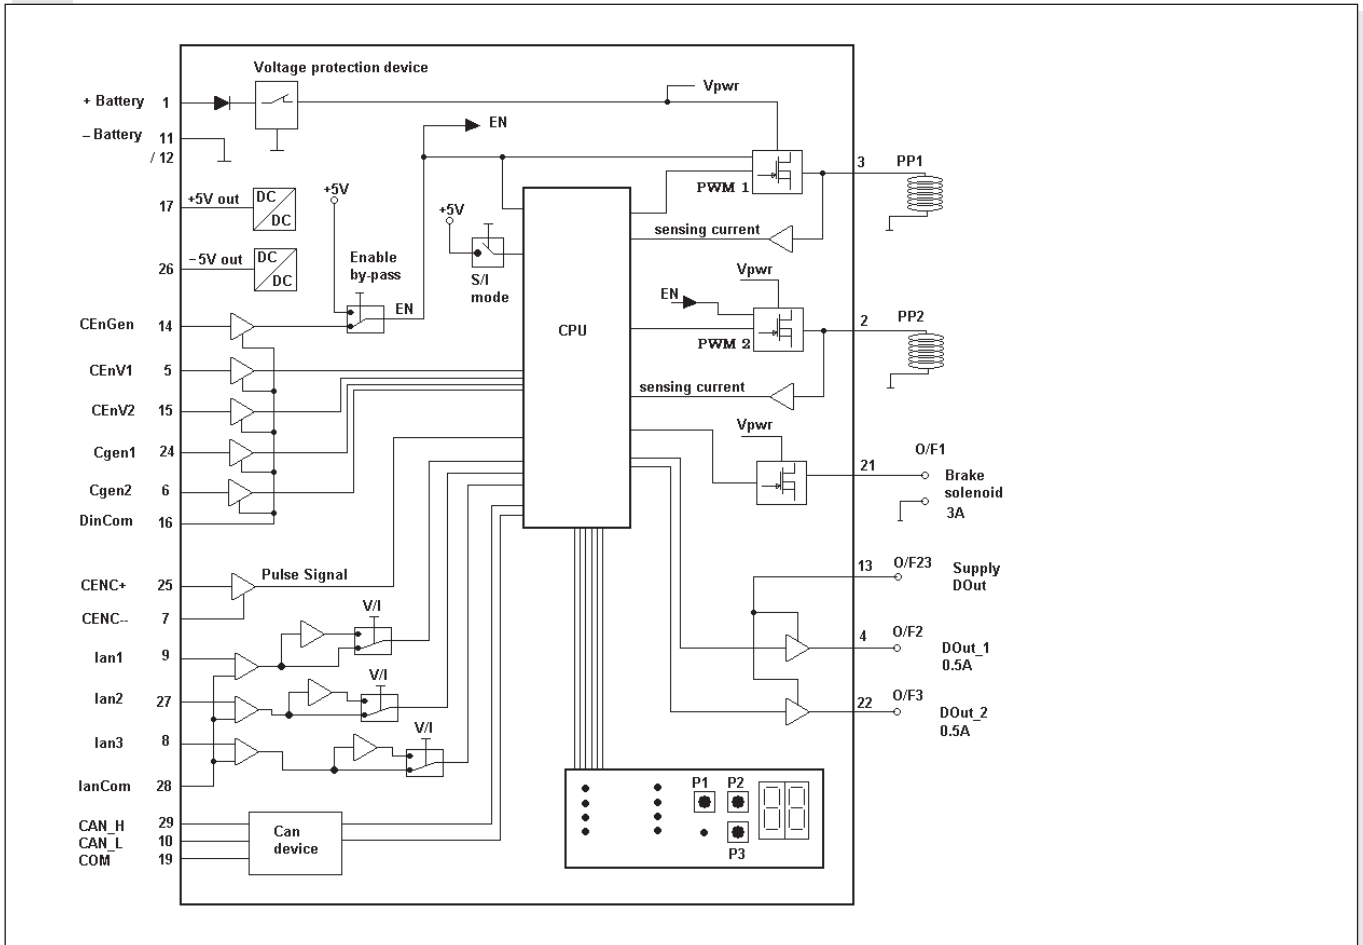 Voltage protection device
+ Battery 1
Vpwr
– Battery 11
/ 12
EN
3 PP1
PWM 1
17 +5V out DC
DC
+5V
+5V
sensing current
26 –5V out DC
DC
Enable
by-pass
S/I
mode
Vpwr
EN
EN
CEnGen 14
CPU
2 PP2
PWM 2
CEnV1 5
sensing current
CEnV2 15
Vpwr
Cgen1 24
O/F1
21
Brake
solenoid
3A
Cgen2 6
DinCom 16
13 O/F23
Supply
DOut
CENC+ 25
Pulse Signal
CENC-- 7
V/I
4 O/F2
DOut_1
0.5A
Ian1 9
V/I
Ian2 27
22 O/F3
DOut_2
0.5A
V/I
Ian3 8
IanCom 28
P1 P2
P3
CAN_H 29
CAN_L 10
COM 19
Can
device